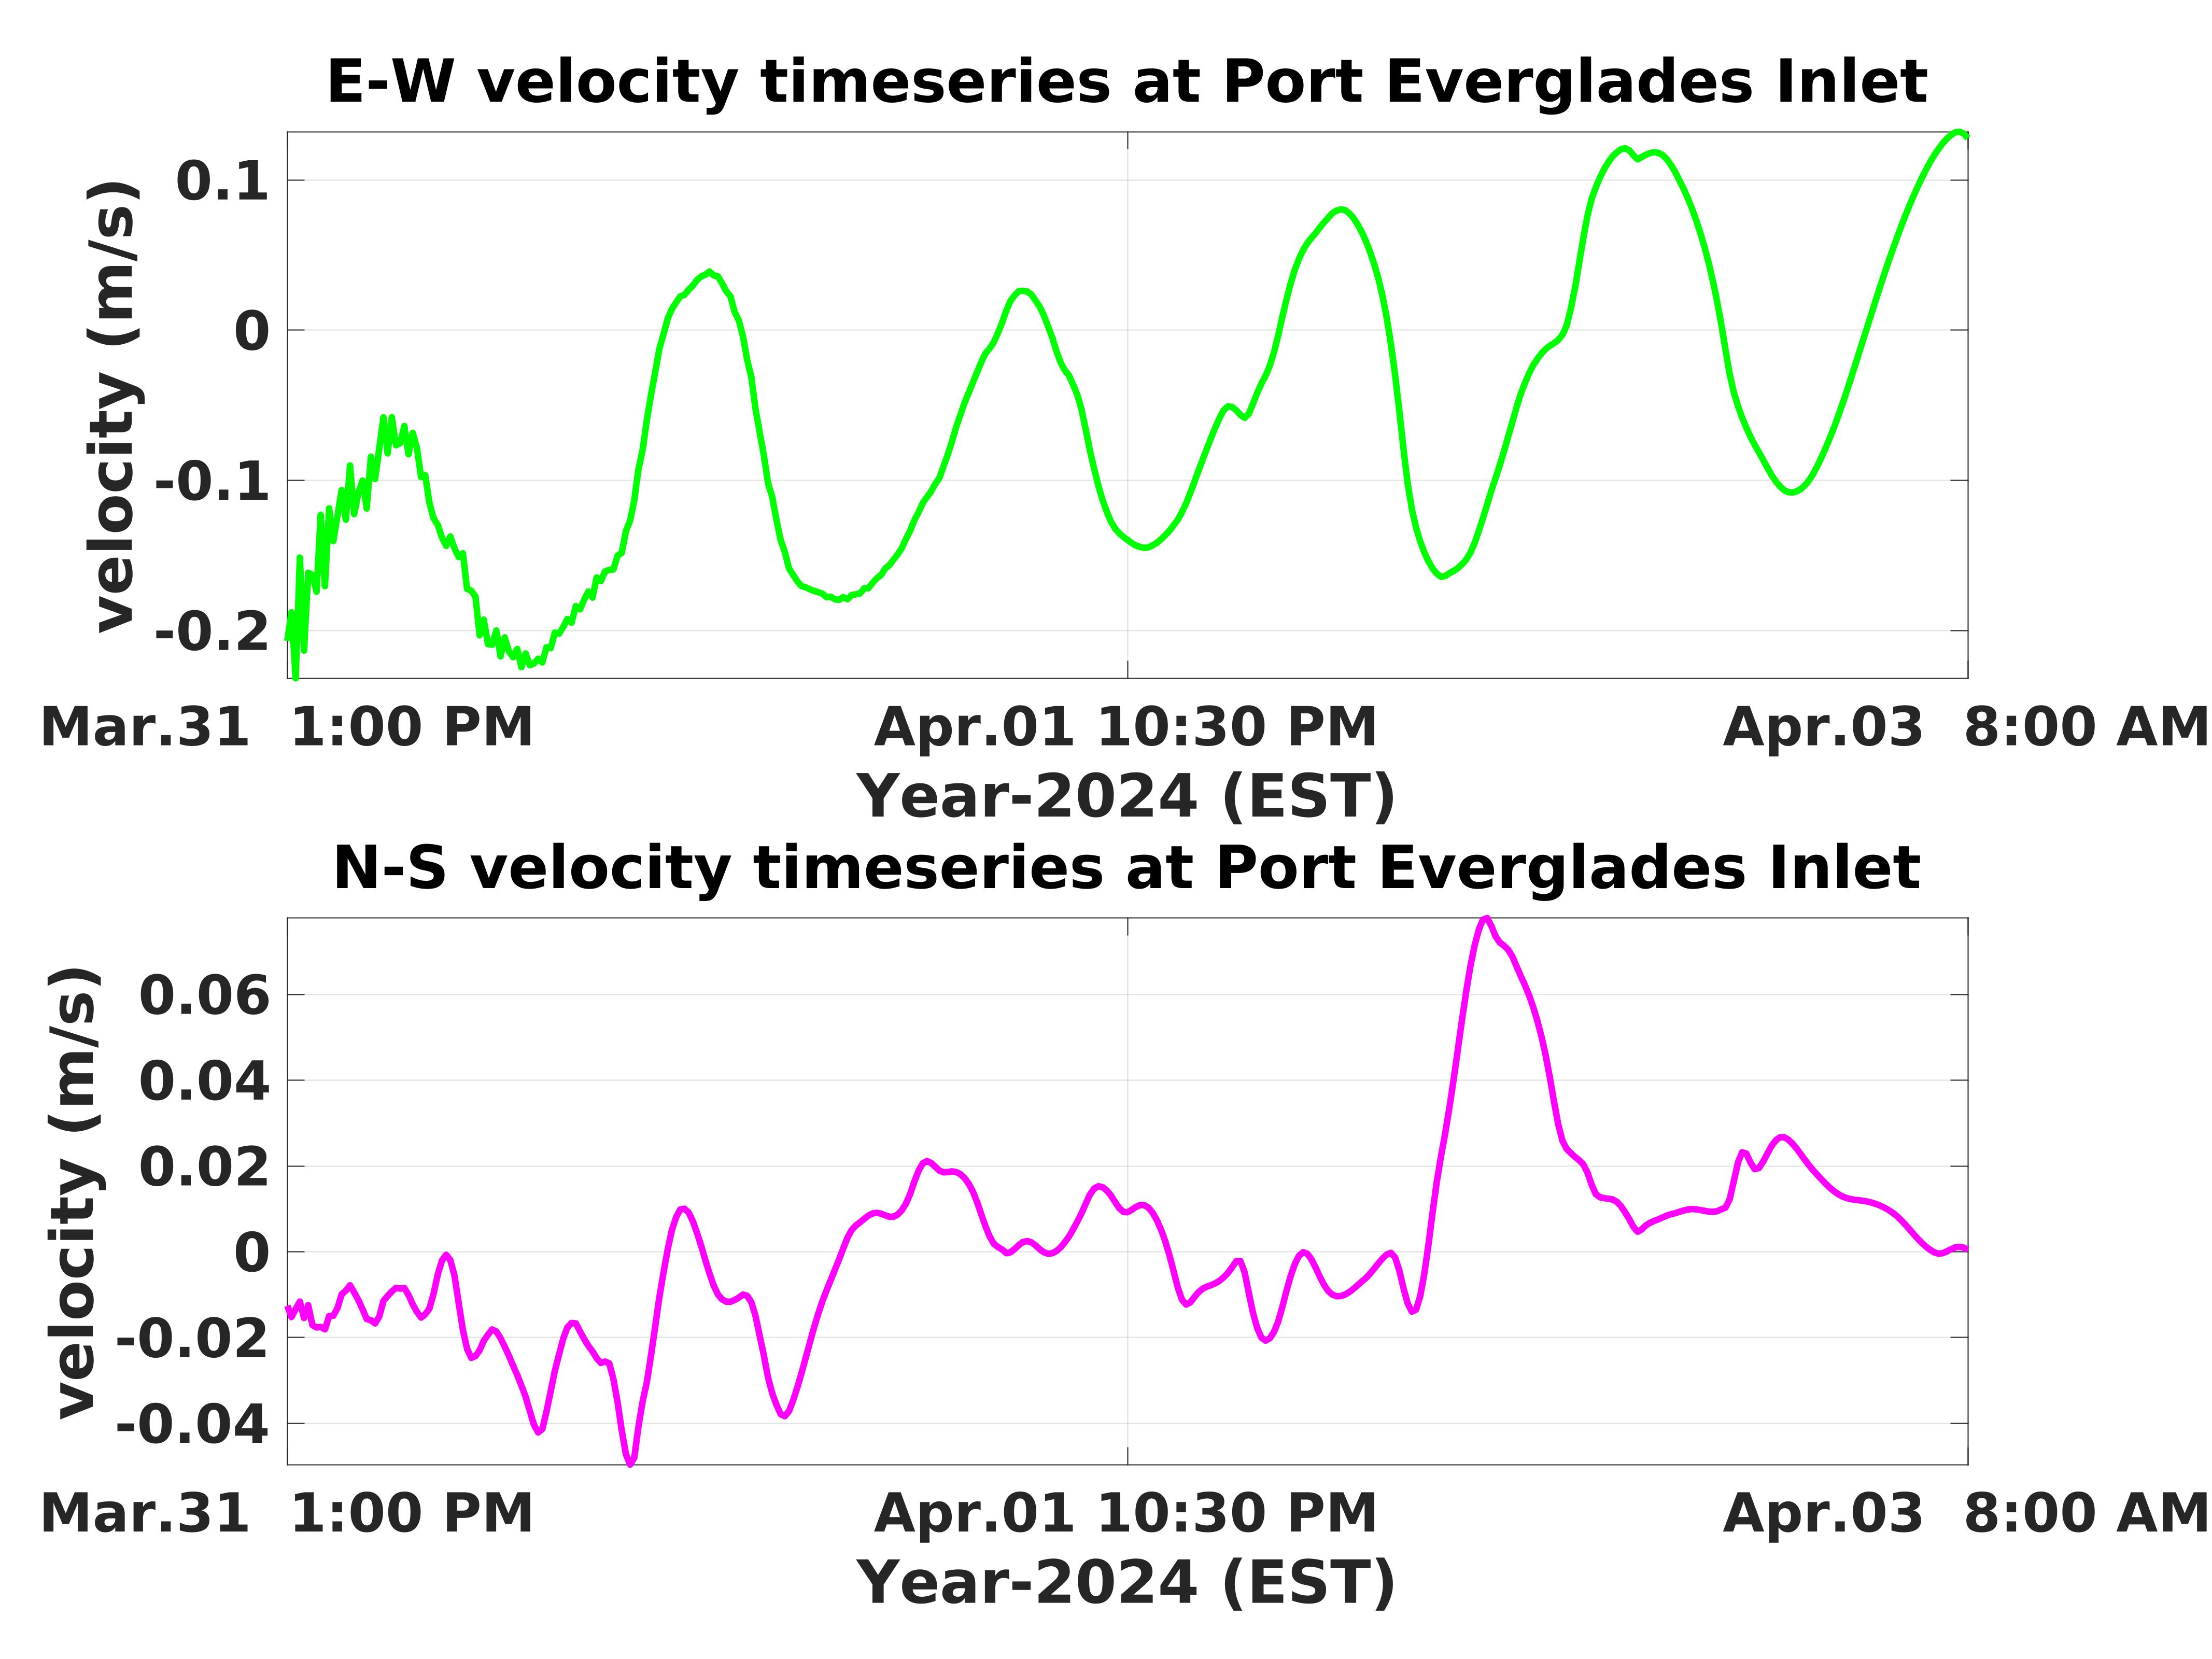 E-W velocity timeseries at Port Everglades Inlet
velocity (m/s)
0.1
0
-0.1
-0.2
Mar.31 1:00 PM
Apr.01 10:30 PM
Apr.03 8:00 AM
Year-2024 (EST)
N-S velocity timeseries at Port Everglades Inlet
velocity (m/s)
0.06
0.04
0.02
0
-0.02
-0.04
Mar.31 1:00 PM
Apr.01 10:30 PM
Apr.03 8:00 AM
Year-2024 (EST)